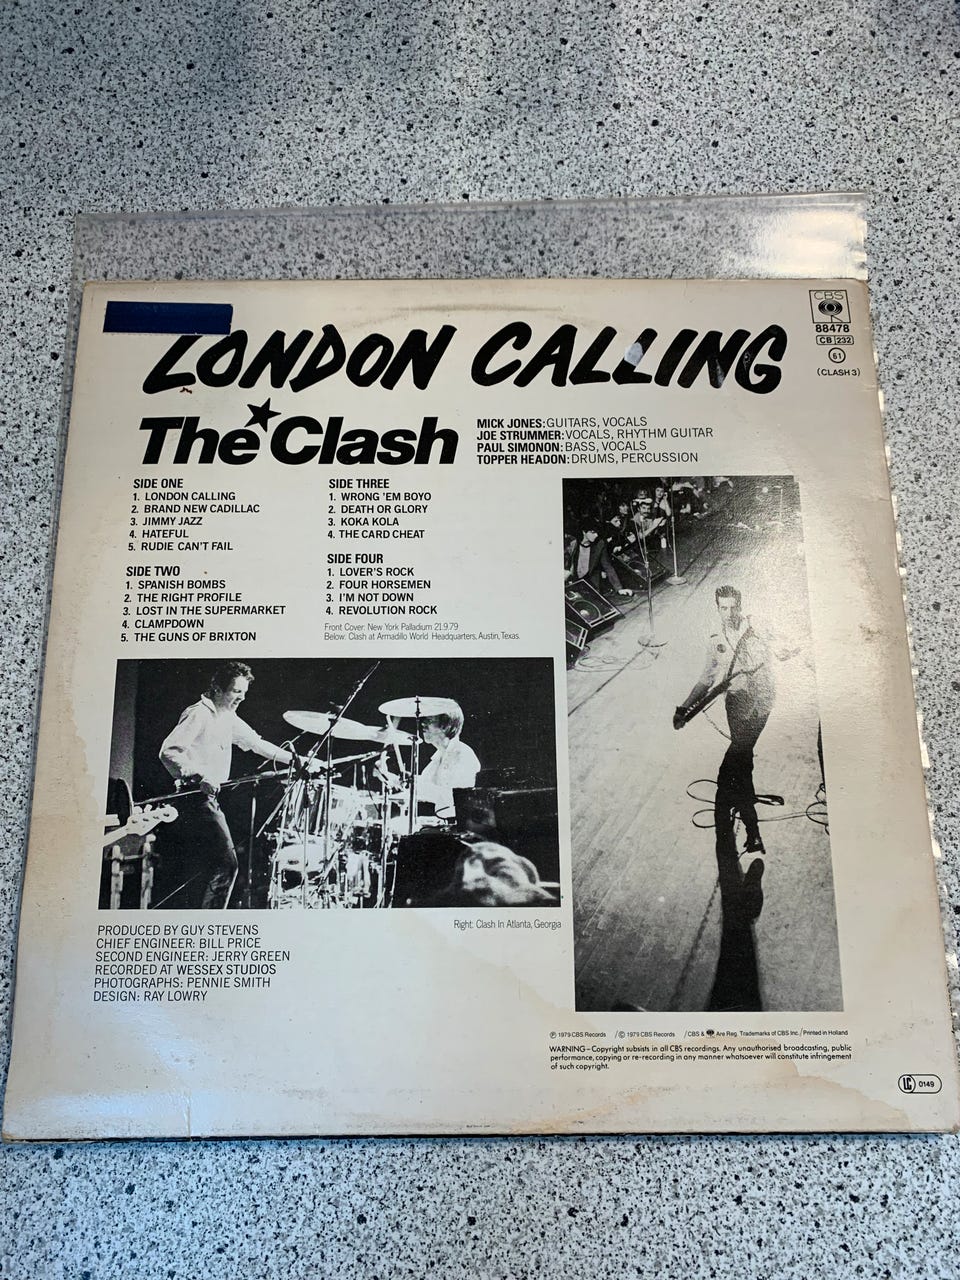 CBS
88478
CB 232
61
(CLASH 3)
LONDON CALLING
The Clash
MICK JONES: GUITARS, VOCALS
JOE STRUMMER: VOCALS, RHYTHM GUITAR
PAUL SIMONON: BASS, VOCALS
TOPPER HEADON: DRUMS, PERCUSSION
SIDE ONE
1. LONDON CALLING
2. BRAND NEW CADILLAC
3. JIMMY JAZZ
4. HATEFUL
5. RUDIE CAN'T FAIL
SIDE TWO
1. SPANISH BOMBS
2. THE RIGHT PROFILE
3. LOST IN THE SUPERMARKET
4. CLAMPDOWN
5. THE GUNS OF BRIXTON
SIDE THREE
1. WRONG 'EM BOYO
2. DEATH OR GLORY
3. KOKA KOLA
4. THE CARD CHEAT
SIDE FOUR
1. LOVER'S ROCK
2. FOUR HORSEMEN
3. I'M NOT DOWN
4. REVOLUTION ROCK
Front Cover: New York Palladium 21.9.79
Below: Clash at Armadillo World Headquarters, Austin, Texas.
Right: Clash In Atlanta, Georgia
PRODUCED BY GUY STEVENS
CHIEF ENGINEER: BILL PRICE
SECOND ENGINEER: JERRY GREEN
RECORDED AT WESSEX STUDIOS
PHOTOGRAPHS: PENNIE SMITH
DESIGN: RAY LOWRY
℗ 1979 CBS Records / © 1979 CBS Records / CBS & Are Reg. Trademarks of CBS Inc. / Printed in Holland
WARNING – Copyright subsists in all CBS recordings. Any unauthorised broadcasting, public
performance, copying or re-recording in any manner whatsoever will constitute infringement
of such copyright.
LC 0149